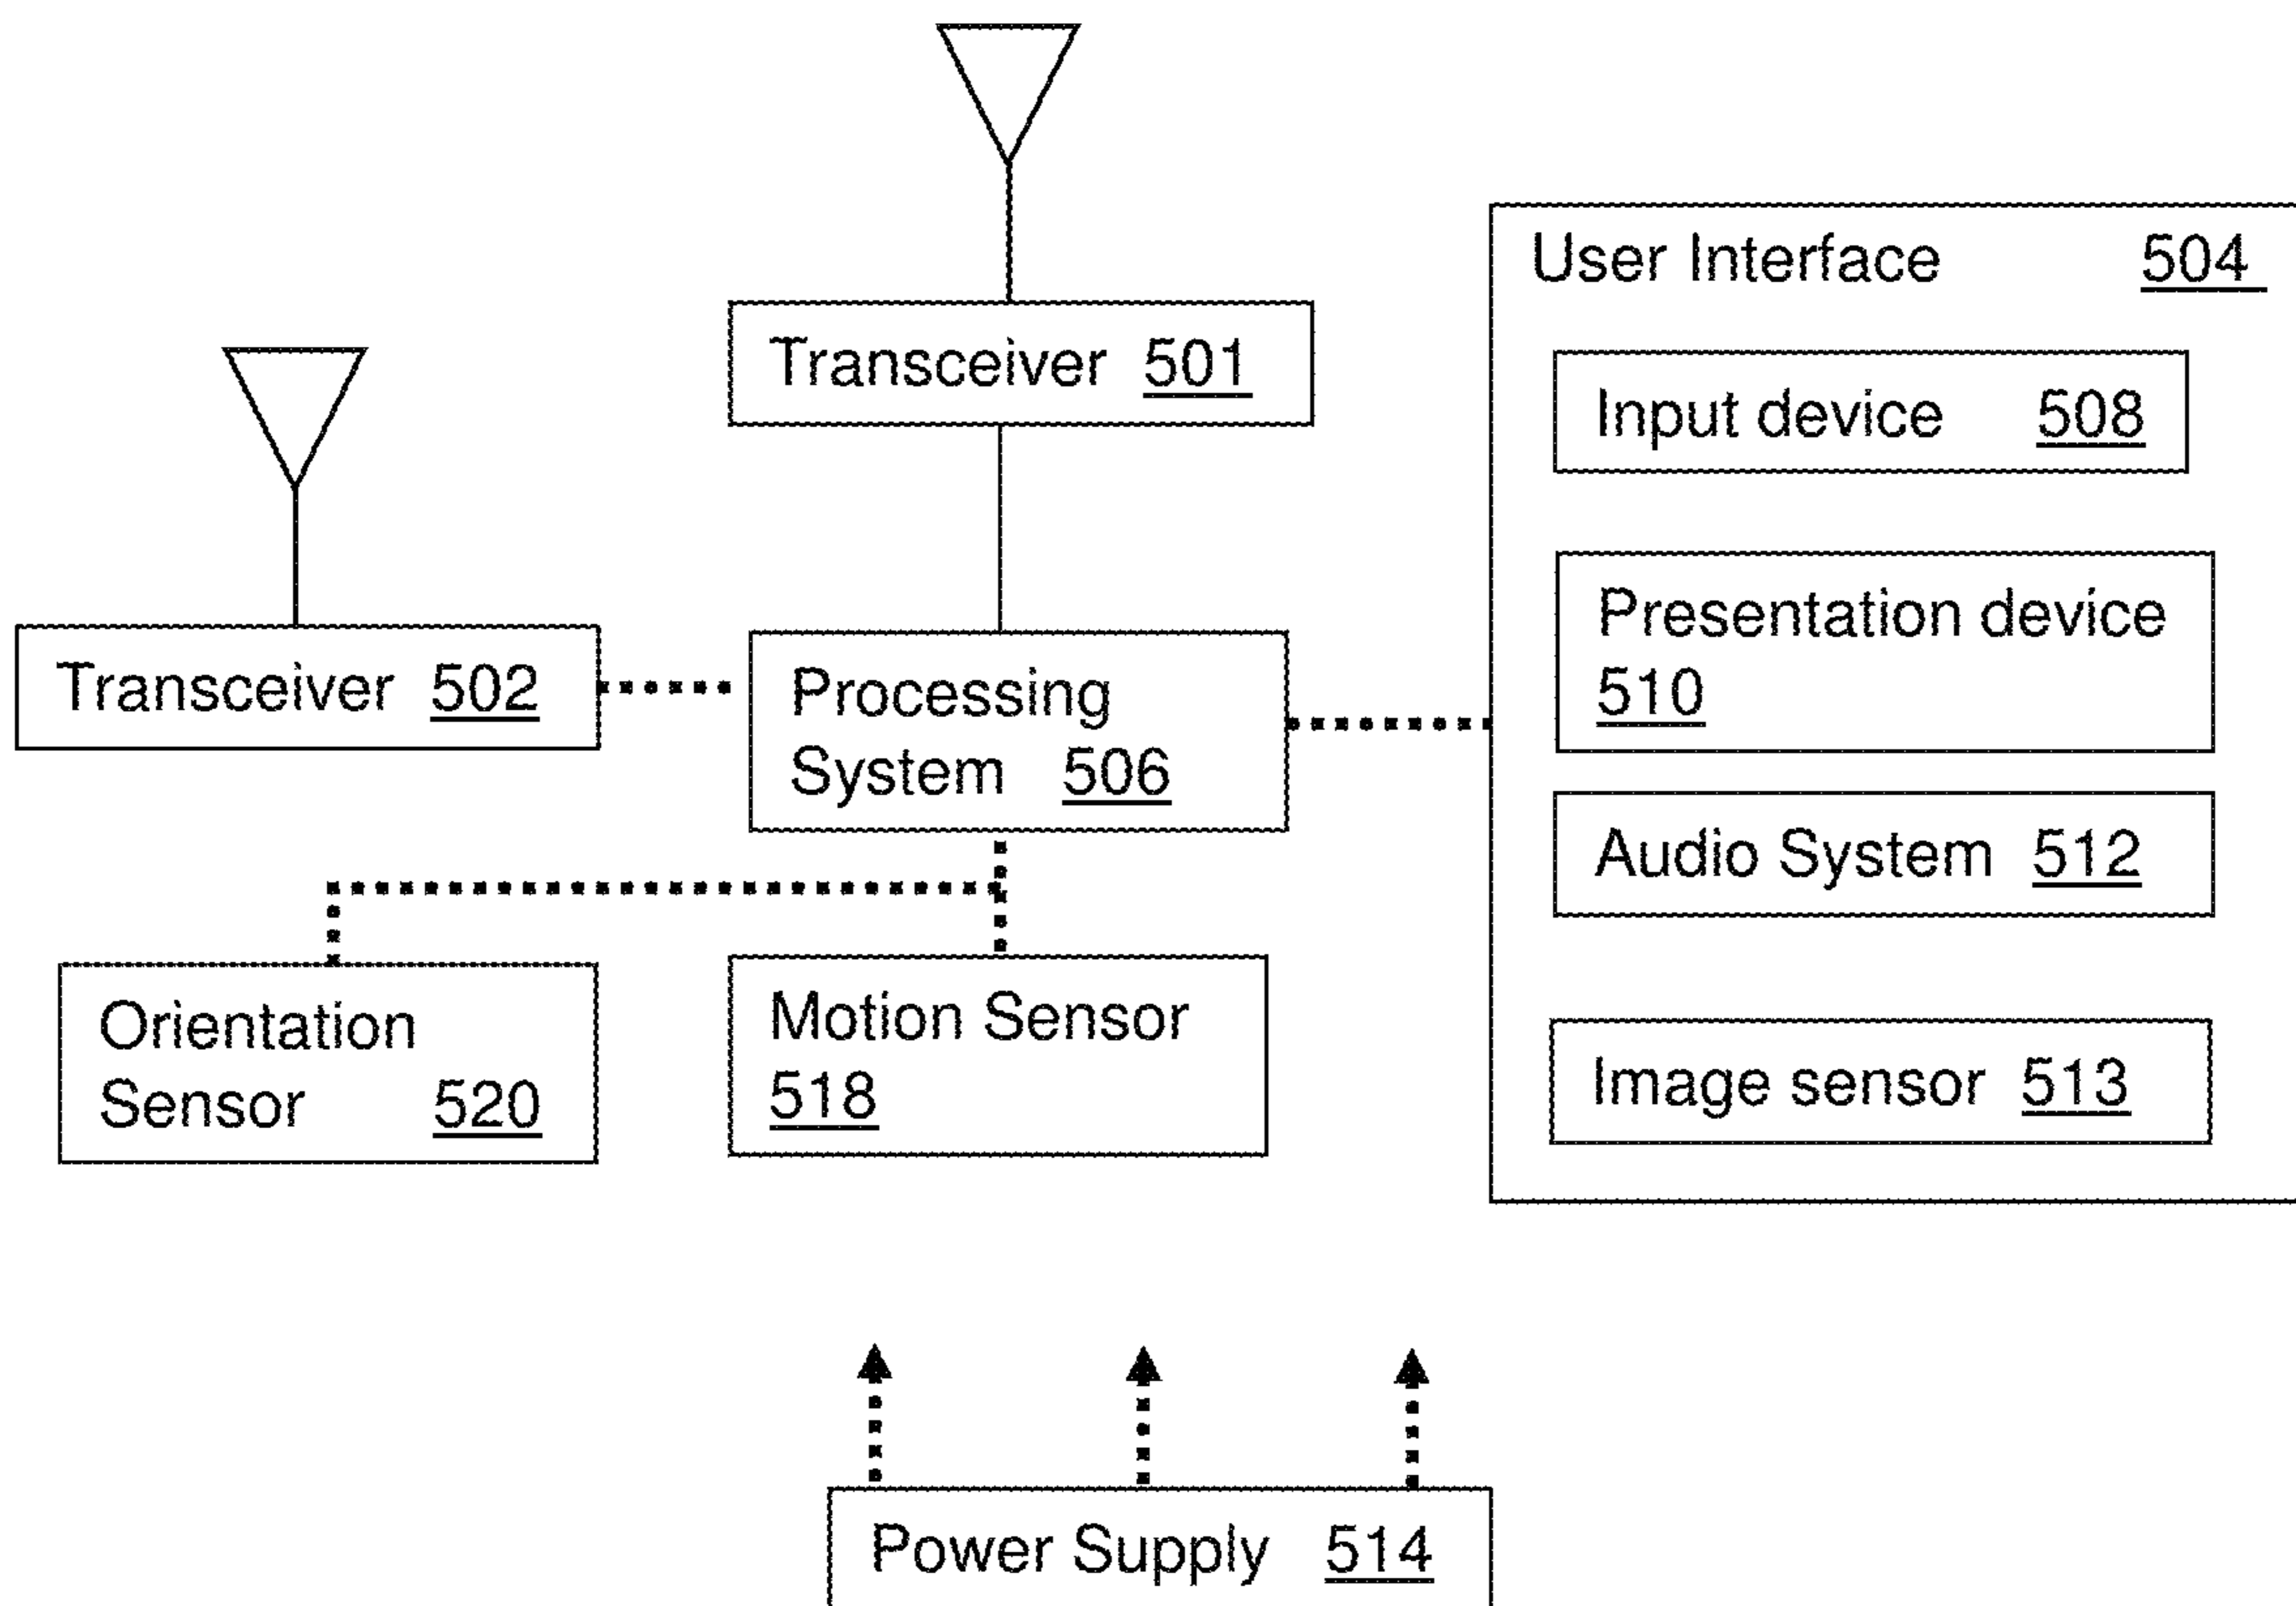 User Interface 504
Transceiver 501
Input device 508
Presentation device
510
Transceiver 502
Processing
System 506
Audio System 512
Orientation
Sensor 520
Motion Sensor
518
Image sensor 513
Power Supply 514